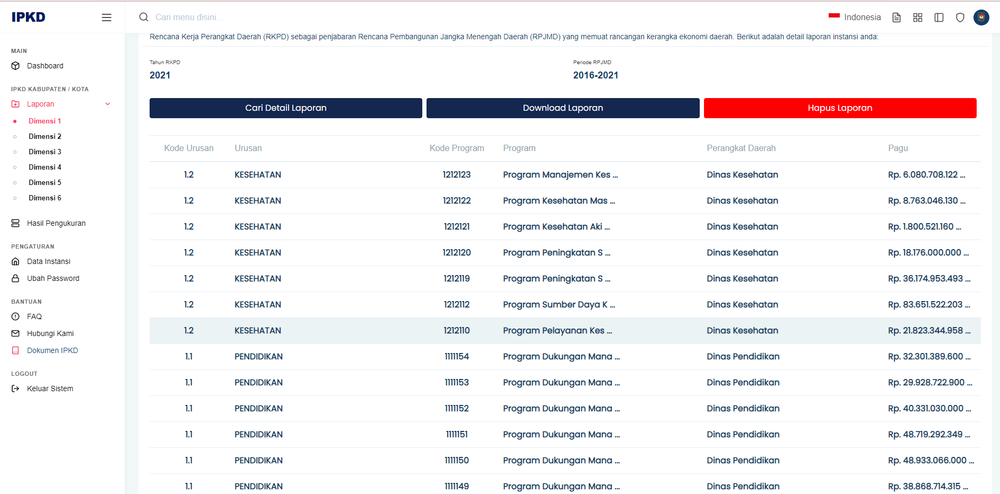 IPKD
Cari menu disini...
Indonesia
MAIN
Dashboard
IPKD KABUPATEN / KOTA
Laporan
Dimensi 1
Dimensi 2
Dimensi 3
Dimensi 4
Dimensi 5
Dimensi 6
Hasil Pengukuran
PENGATURAN
Data Instansi
Ubah Password
BANTUAN
FAQ
Hubungi Kami
Dokumen IPKD
LOGOUT
Keluar Sistem
Rencana Kerja Perangkat Daerah (RKPD) sebagai penjabaran Rencana Pembangunan Jangka Menengah Daerah (RPJMD) yang memuat rancangan kerangka ekonomi daerah. Berikut adalah detail laporan instansi anda:
Tahun RKPD Periode RPJMD
2021 2016-2021
Cari Detail Laporan Download Laporan Hapus Laporan
Kode Urusan Urusan Kode Program Program Perangkat Daerah Pagu
1.2 KESEHATAN 1212123 Program Manajemen Kes ... Dinas Kesehatan Rp. 6.080.708.122 ...
1.2 KESEHATAN 1212122 Program Kesehatan Mas ... Dinas Kesehatan Rp. 8.763.046.130 ...
1.2 KESEHATAN 1212121 Program Kesehatan Aki ... Dinas Kesehatan Rp. 1.800.521.160 ...
1.2 KESEHATAN 1212120 Program Peningkatan S ... Dinas Kesehatan Rp. 18.176.000.000 ...
1.2 KESEHATAN 1212119 Program Peningkatan S ... Dinas Kesehatan Rp. 36.174.953.493 ...
1.2 KESEHATAN 1212112 Program Sumber Daya K ... Dinas Kesehatan Rp. 83.651.522.203 ...
1.2 KESEHATAN 1212110 Program Pelayanan Kes ... Dinas Kesehatan Rp. 21.823.344.958 ...
1.1 PENDIDIKAN 1111154 Program Dukungan Mana ... Dinas Pendidikan Rp. 32.301.389.600 ...
1.1 PENDIDIKAN 1111153 Program Dukungan Mana ... Dinas Pendidikan Rp. 29.928.722.900 ...
1.1 PENDIDIKAN 1111152 Program Dukungan Mana ... Dinas Pendidikan Rp. 40.331.030.000 ...
1.1 PENDIDIKAN 1111151 Program Dukungan Mana ... Dinas Pendidikan Rp. 48.719.292.349 ...
1.1 PENDIDIKAN 1111150 Program Dukungan Mana ... Dinas Pendidikan Rp. 48.933.066.000 ...
1.1 PENDIDIKAN 1111149 Program Dukungan Mana ... Dinas Pendidikan Rp. 38.868.714.315 ...